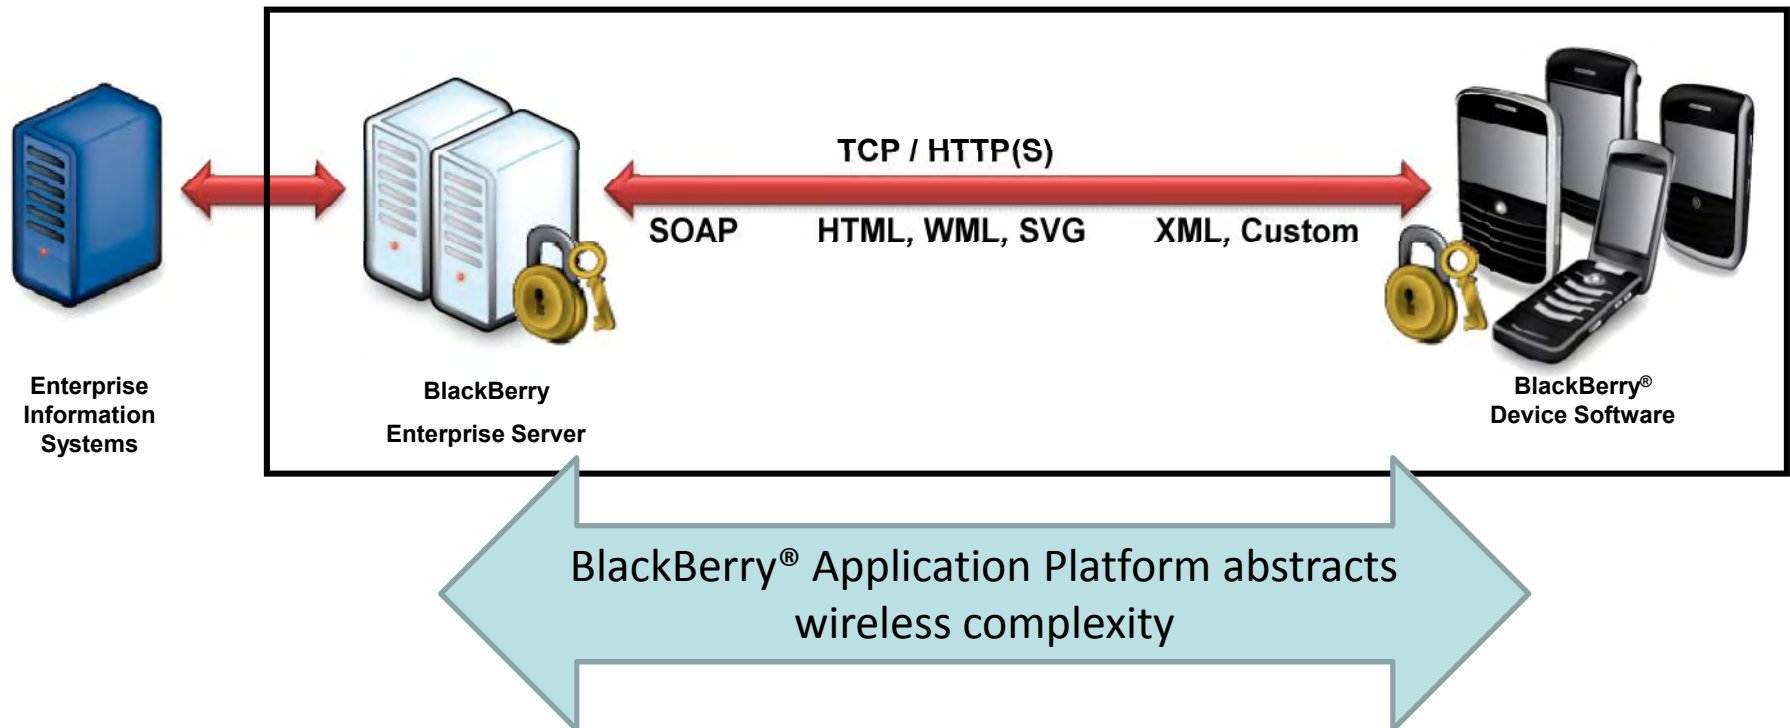 TCP / HTTP(S)
SOAP HTML, WML, SVG XML, Custom
Enterprise
Information
Systems
BlackBerry
Enterprise Server
BlackBerry®
Device Software
BlackBerry® Application Platform abstracts
wireless complexity